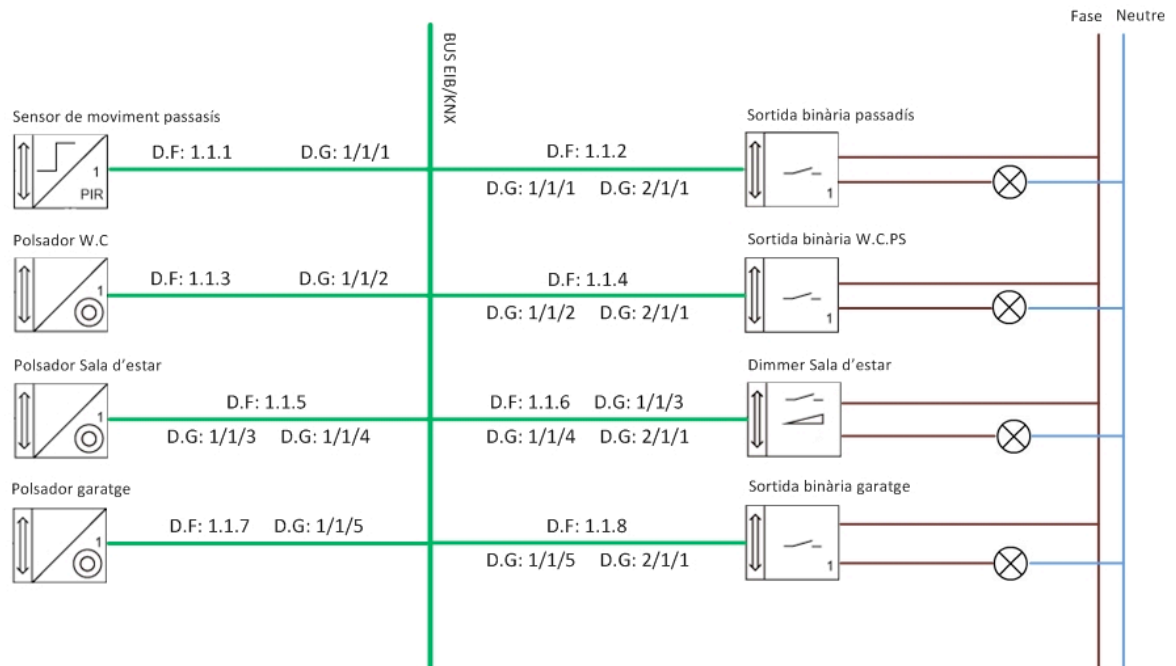 Fase Neutre
BUS EIB/KNX
Sensor de moviment passasís
Sortida binària passadís
D.F: 1.1.1 D.G: 1/1/1
D.F: 1.1.2
1
PIR
D.G: 1/1/1 D.G: 2/1/1
1
Polsador W.C
Sortida binària W.C.PS
D.F: 1.1.3 D.G: 1/1/2
D.F: 1.1.4
1
D.G: 1/1/2 D.G: 2/1/1
1
Polsador Sala d'estar
Dimmer Sala d'estar
D.F: 1.1.5
D.F: 1.1.6 D.G: 1/1/3
1
D.G: 1/1/3 D.G: 1/1/4
D.G: 1/1/4 D.G: 2/1/1
Polsador garatge
Sortida binària garatge
D.F: 1.1.7 D.G: 1/1/5
D.F: 1.1.8
1
D.G: 1/1/5 D.G: 2/1/1
1